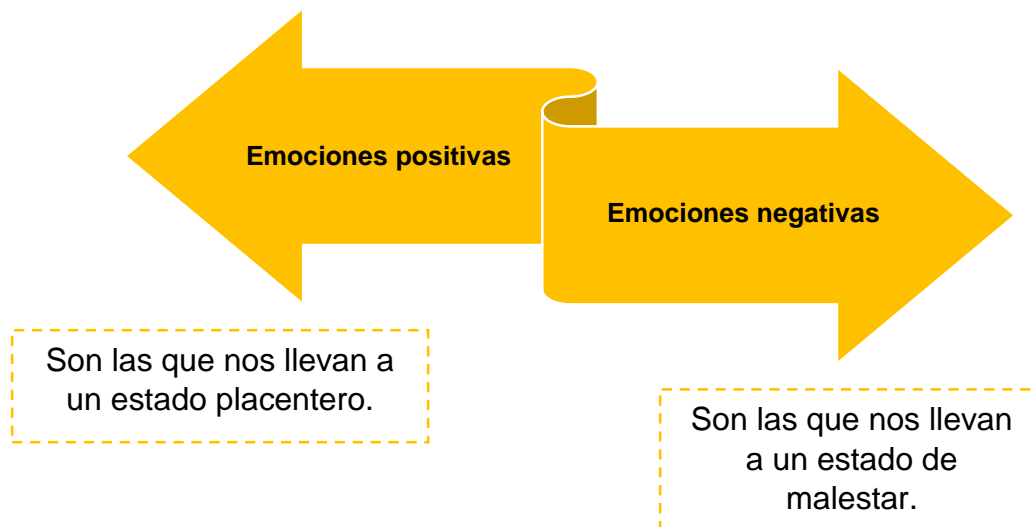 Emociones positivas
Emociones negativas
Son las que nos llevan a
un estado placentero.
Son las que nos llevan
a un estado de
malestar.